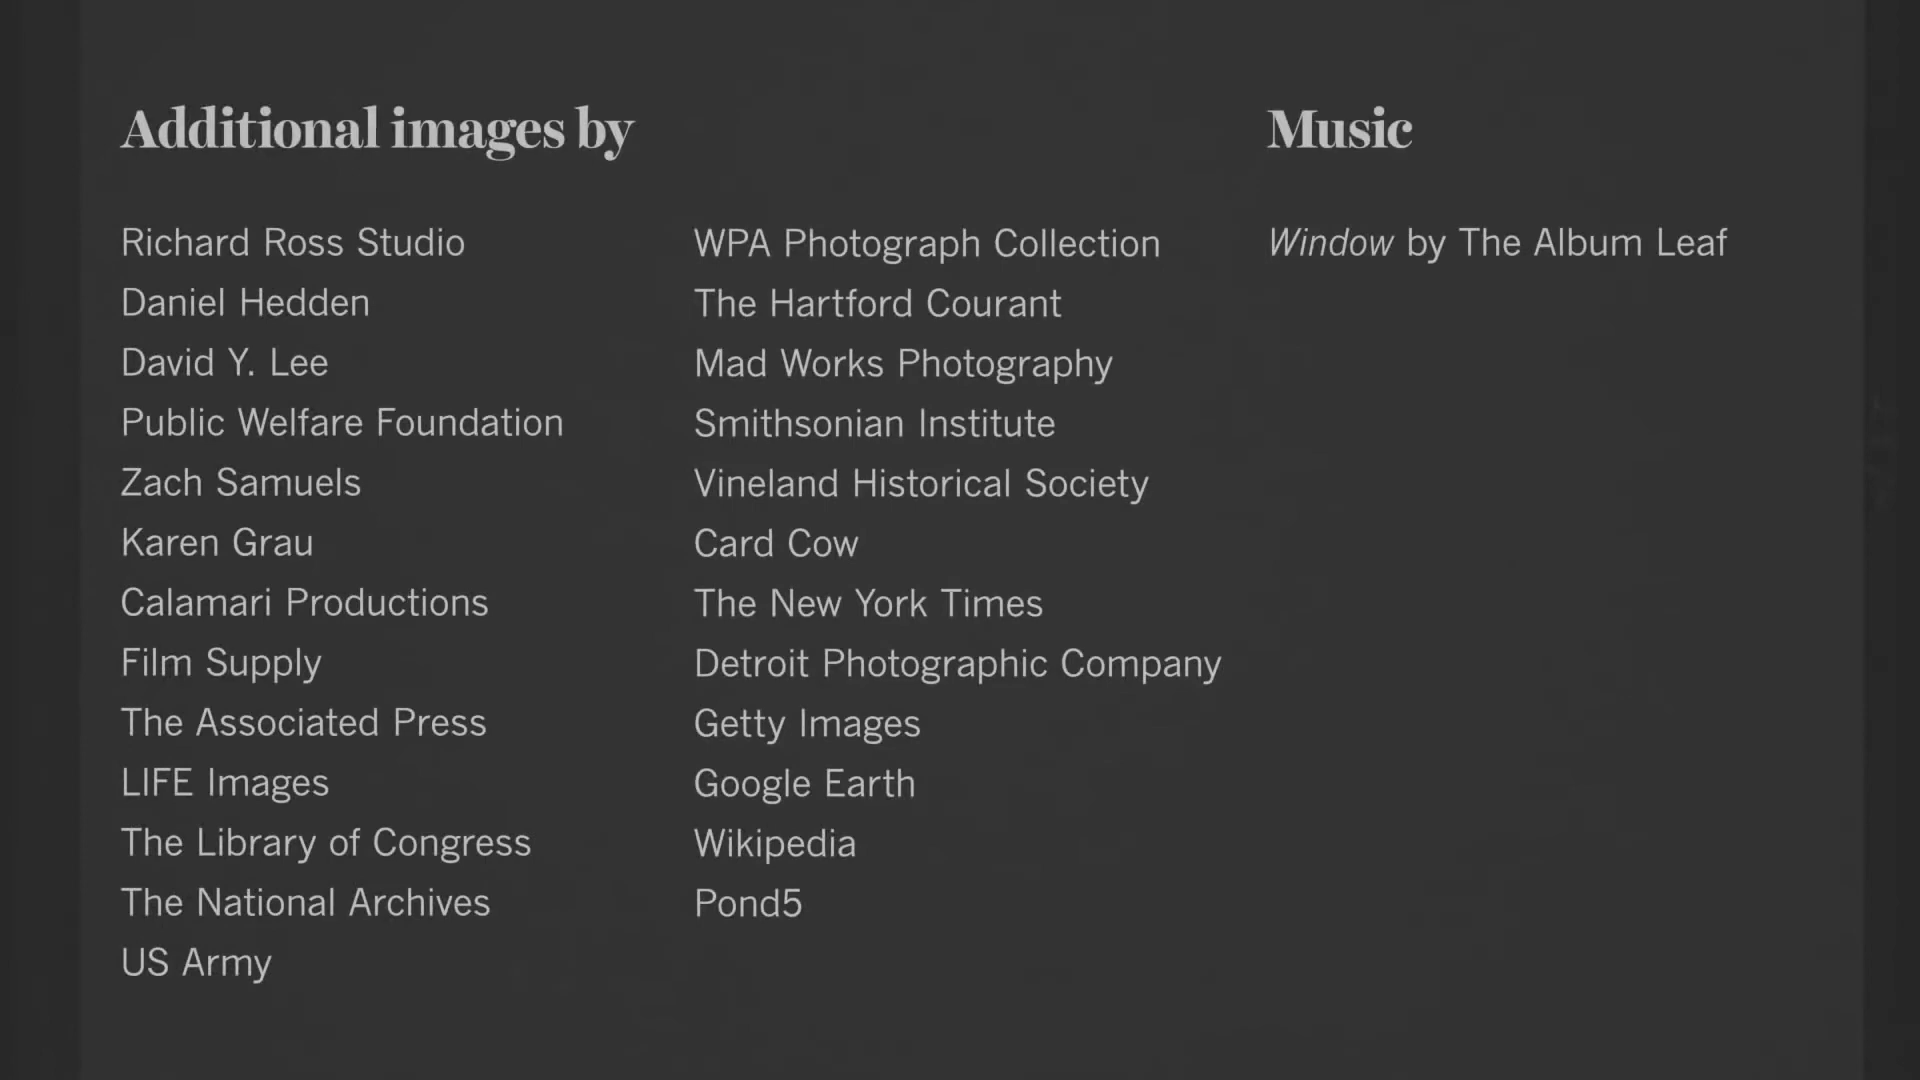 Additional images by
Richard Ross Studio
Daniel Hedden
David Y. Lee
Public Welfare Foundation
Zach Samuels
Karen Grau
Calamari Productions
Film Supply
The Associated Press
LIFE Images
The Library of Congress
The National Archives
US Army
WPA Photograph Collection
The Hartford Courant
Mad Works Photography
Smithsonian Institute
Vineland Historical Society
Card Cow
The New York Times
Detroit Photographic Company
Getty Images
Google Earth
Wikipedia
Pond5
Music
Window by The Album Leaf